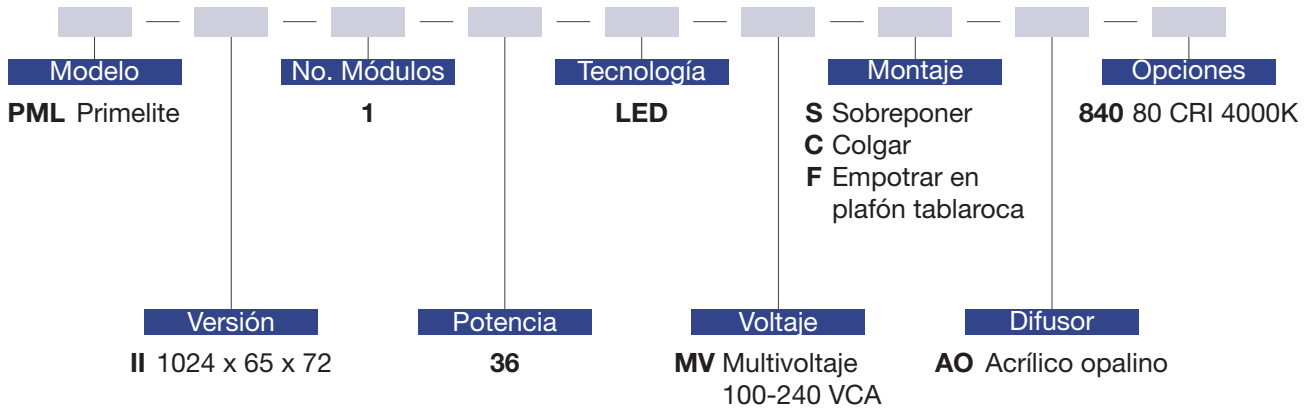 Modelo
No. Módulos
Tecnología
Montaje
Opciones
PML Primelite
1
LED
S Sobreponer
C Colgar
F Empotrar en
plafón tablaroca
840 80 CRI 4000K
Versión
Potencia
Voltaje
Difusor
II 1024 x 65 x 72
36
MV Multivoltaje
100-240 VCA
AO Acrílico opalino